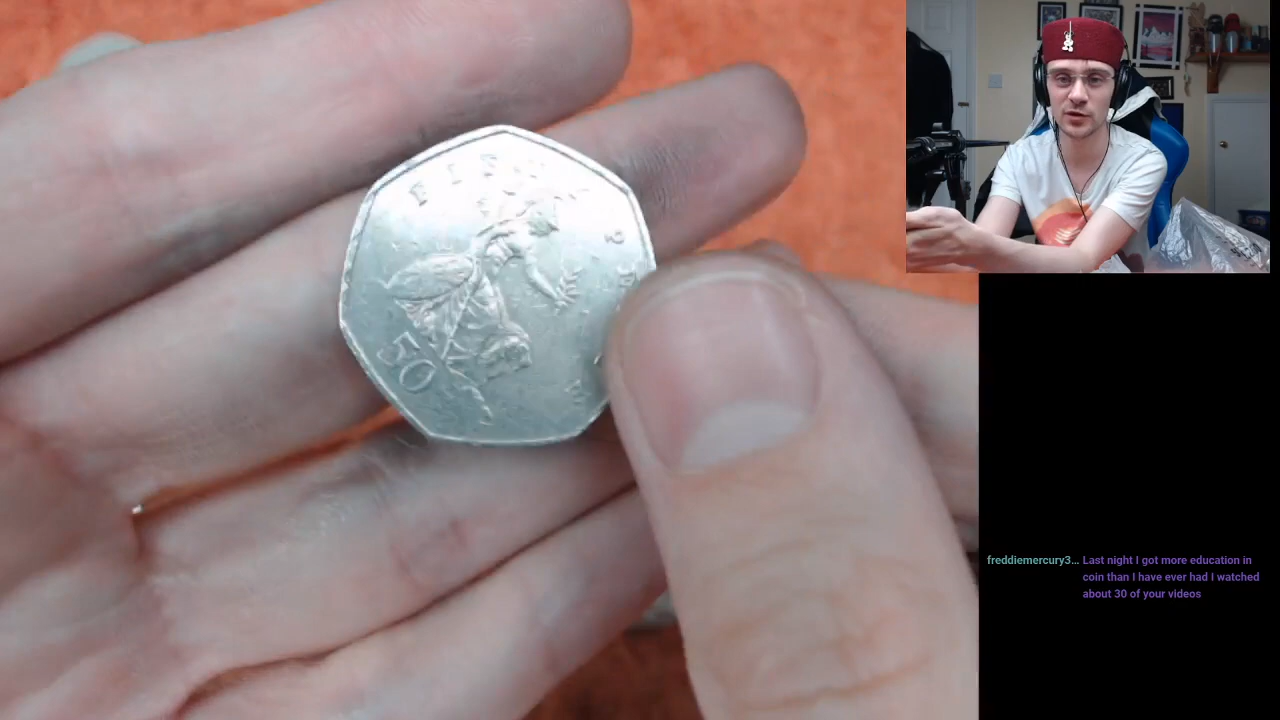 50
freddiemercury3... Last night I got more education in
coin than I have ever had I watched
about 30 of your videos